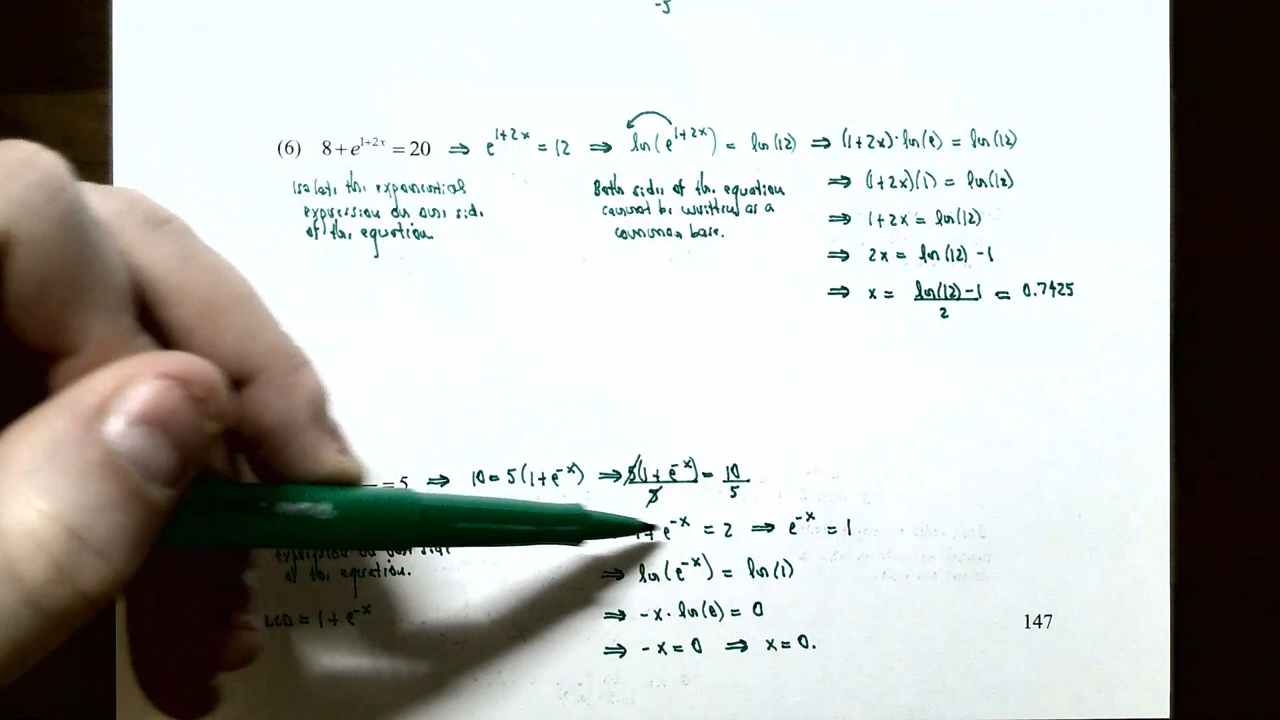 -5
(6) 8+e^{1+2x} = 20 ⇒ e^{1+2x} = 12 ⇒ ln(e^{1+2x}) = ln(12) ⇒ (1+2x)·ln(e) = ln(12)
Isolate the exponential
expression on one side
of the equation.
Both sides of the equation
cannot be written as a
common base.
⇒ (1+2x)(1) = ln(12)
⇒ 1+2x = ln(12)
⇒ 2x = ln(12) -1
⇒ x = \frac{ln(12)-1}{2} = 0.7425
=5 ⇒ 10 = 5(1+e^{-x}) ⇒ \frac{5(1+e^{-x})}{5} = \frac{10}{5}
1+e^{-x} = 2 ⇒ e^{-x} = 1
expression on one side
of the equation.
⇒ ln(e^{-x}) = ln(1)
LCD = 1+e^{-x}
⇒ -x·ln(e) = 0
⇒ -x = 0 ⇒ x = 0.
147